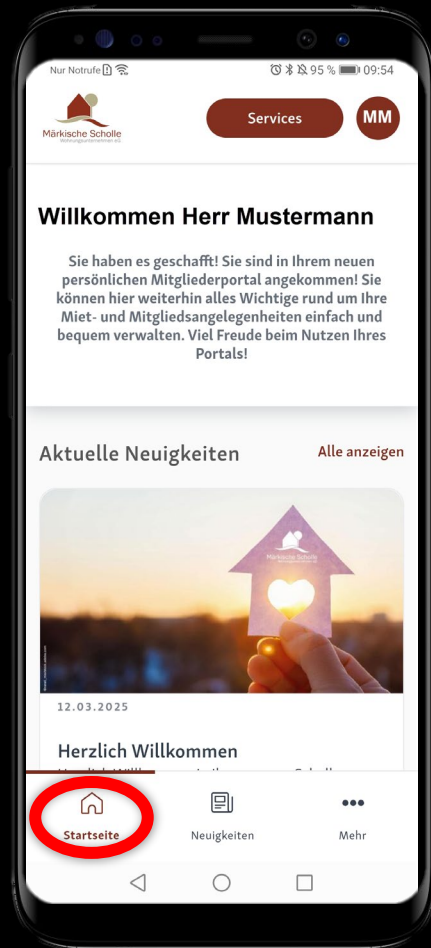 Nur Notrufe
95 % 09:54
Märkische Scholle
Wohnungsunternehmen eG
Services
MM
Willkommen Herr Mustermann
Sie haben es geschafft! Sie sind in Ihrem neuen
persönlichen Mitgliederportal angekommen! Sie
können hier weiterhin alles Wichtige rund um Ihre
Miet- und Mitgliedsangelegenheiten einfach und
bequem verwalten. Viel Freude beim Nutzen Ihres
Portals!
Aktuelle Neuigkeiten
Alle anzeigen
Märkische Scholle
12.03.2025
Herzlich Willkommen
Startseite
Neuigkeiten
Mehr